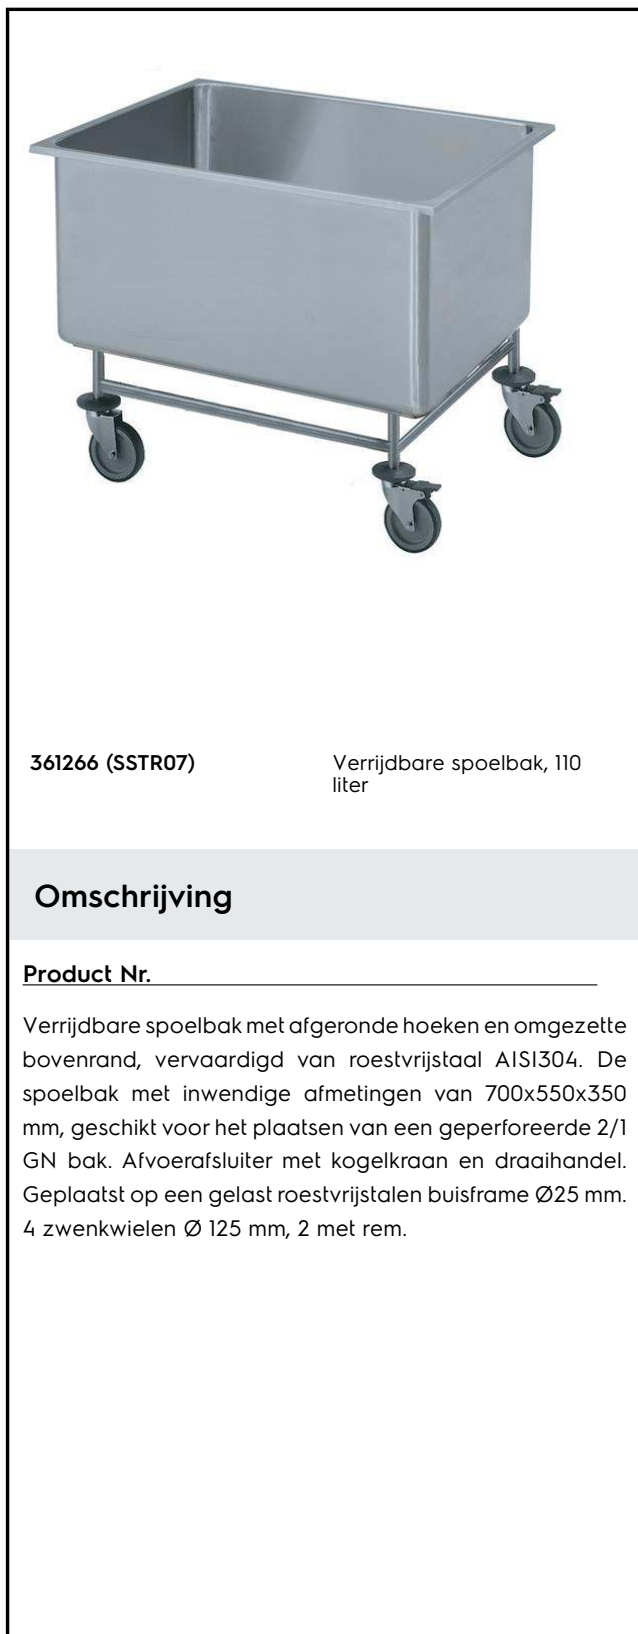 361266 (SSTR07)
Verrijdbare spoelbak, 110
liter
Omschrijving
Product Nr.
Verrijdbare spoelbak met afgeronde hoeken en omgezette
bovenrand, vervaardigd van roestvrijstaal AISI304. De
spoelbak met inwendige afmetingen van 700x550x350
mm, geschikt voor het plaatsen van een geperforeerde 2/1
GN bak. Afvoerafsluiter met kogelkraan en draaihandel.
Geplaatst op een gelast roestvrijstalen buisframe Ø25 mm.
4 zwenkwielen Ø 125 mm, 2 met rem.